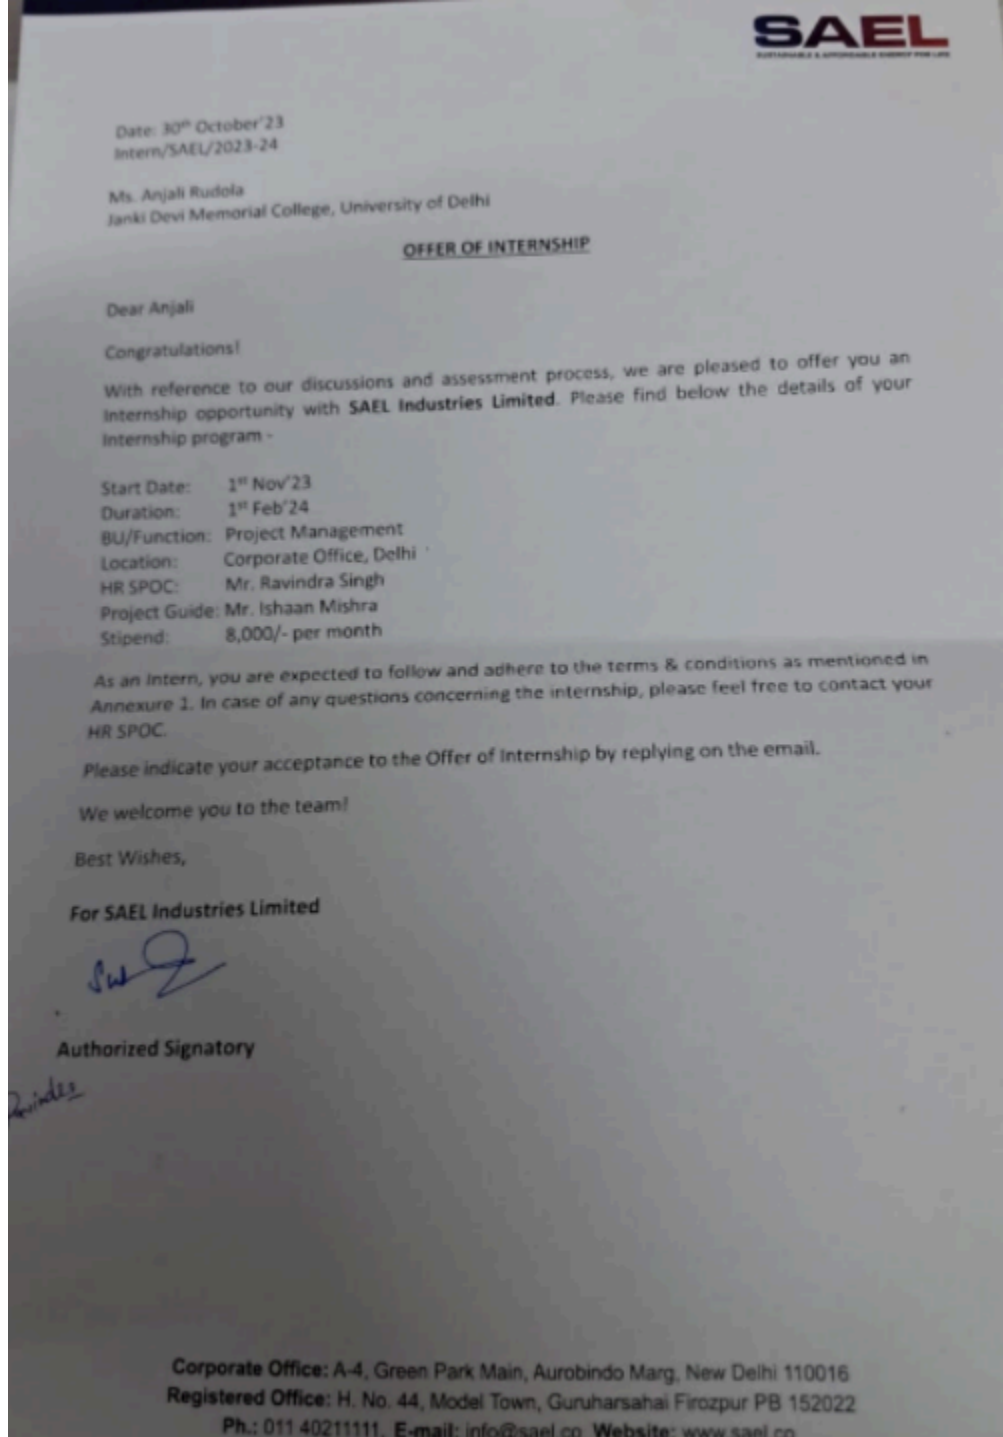 SAEL
SUSTAINABLE & AFFORDABLE ENERGY FOR LIFE
Date: 30th October'23
Intern/SAEL/2023-24
Ms. Anjali Rudola
Janki Devi Memorial College, University of Delhi
OFFER OF INTERNSHIP
Dear Anjali
Congratulations!
With reference to our discussions and assessment process, we are pleased to offer you an
Internship opportunity with SAEL Industries Limited. Please find below the details of your
Internship program -
Start Date: 1st Nov'23
Duration: 1st Feb'24
BU/Function: Project Management
Location: Corporate Office, Delhi
HR SPOC: Mr. Ravindra Singh
Project Guide: Mr. Ishaan Mishra
Stipend: 8,000/- per month
As an Intern, you are expected to follow and adhere to the terms & conditions as mentioned in
Annexure 1. In case of any questions concerning the internship, please feel free to contact your
HR SPOC.
Please indicate your acceptance to the Offer of Internship by replying on the email.
We welcome you to the team!
Best Wishes,
For SAEL Industries Limited
Authorized Signatory
Corporate Office: A-4, Green Park Main, Aurobindo Marg, New Delhi 110016
Registered Office: H. No. 44, Model Town, Guruharsahai Firozpur PB 152022
Ph.: 011 40211111, E-mail: info@sael.co Website: www.sael.co